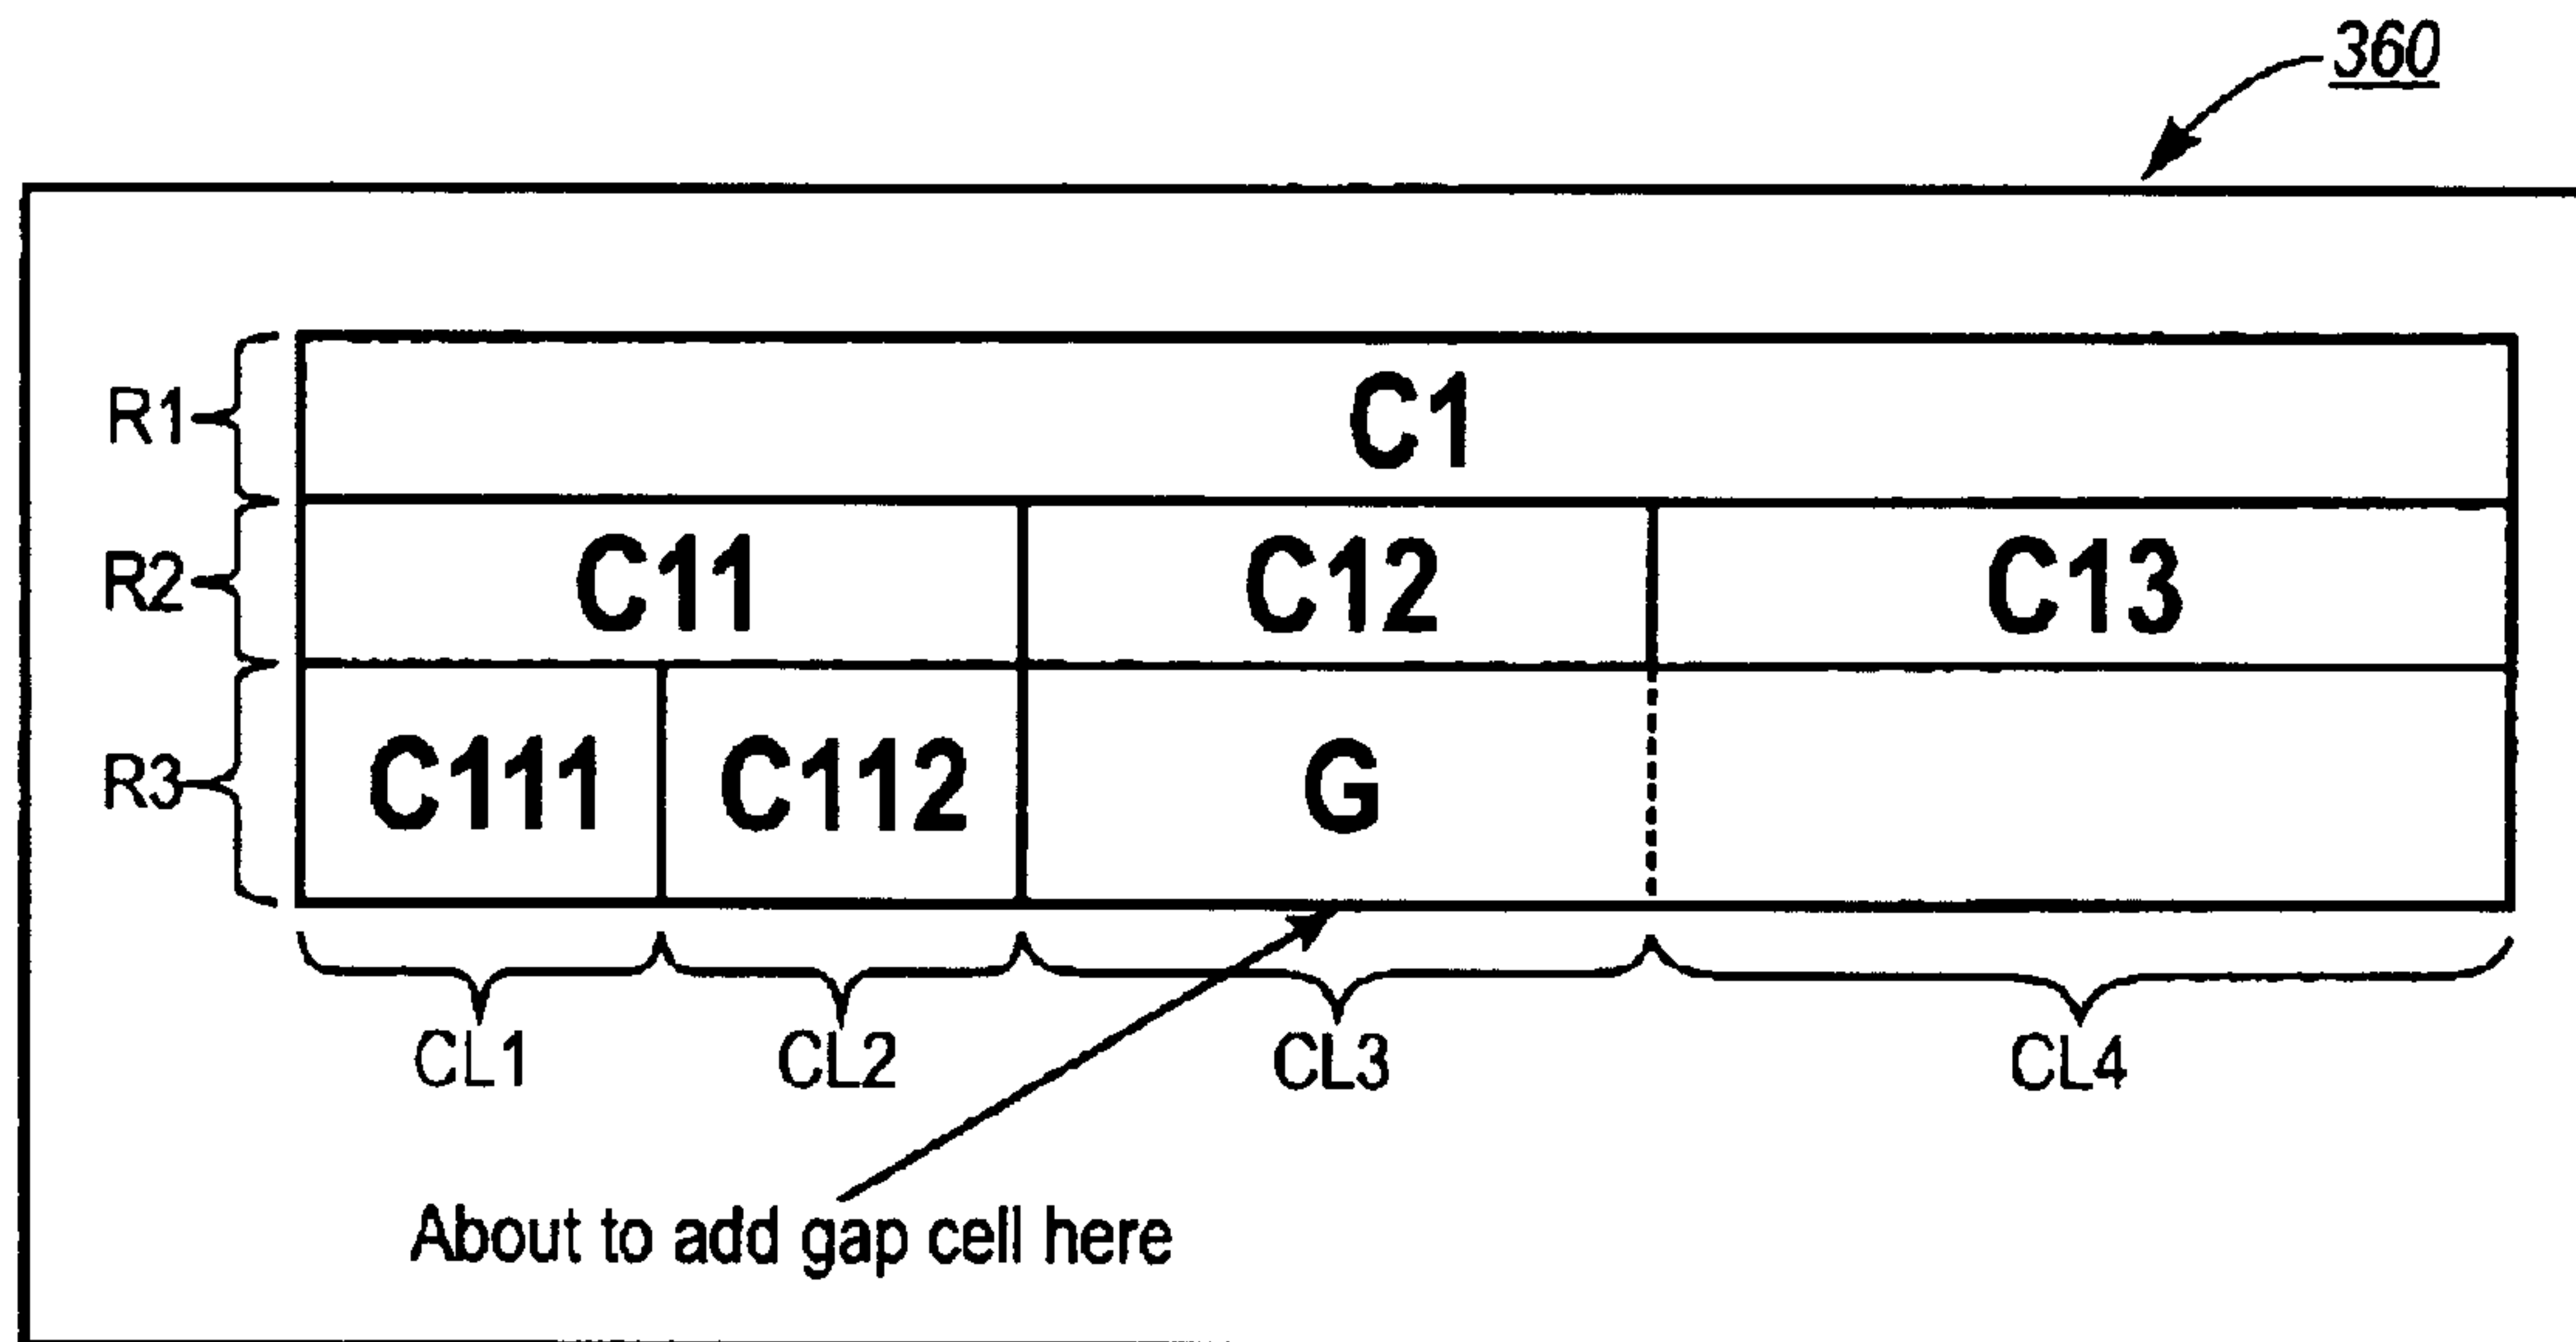 360
R1 C1
R2 C11 C12 C13
R3 C111 C112 G
CL1 CL2 CL3 CL4
About to add gap cell here